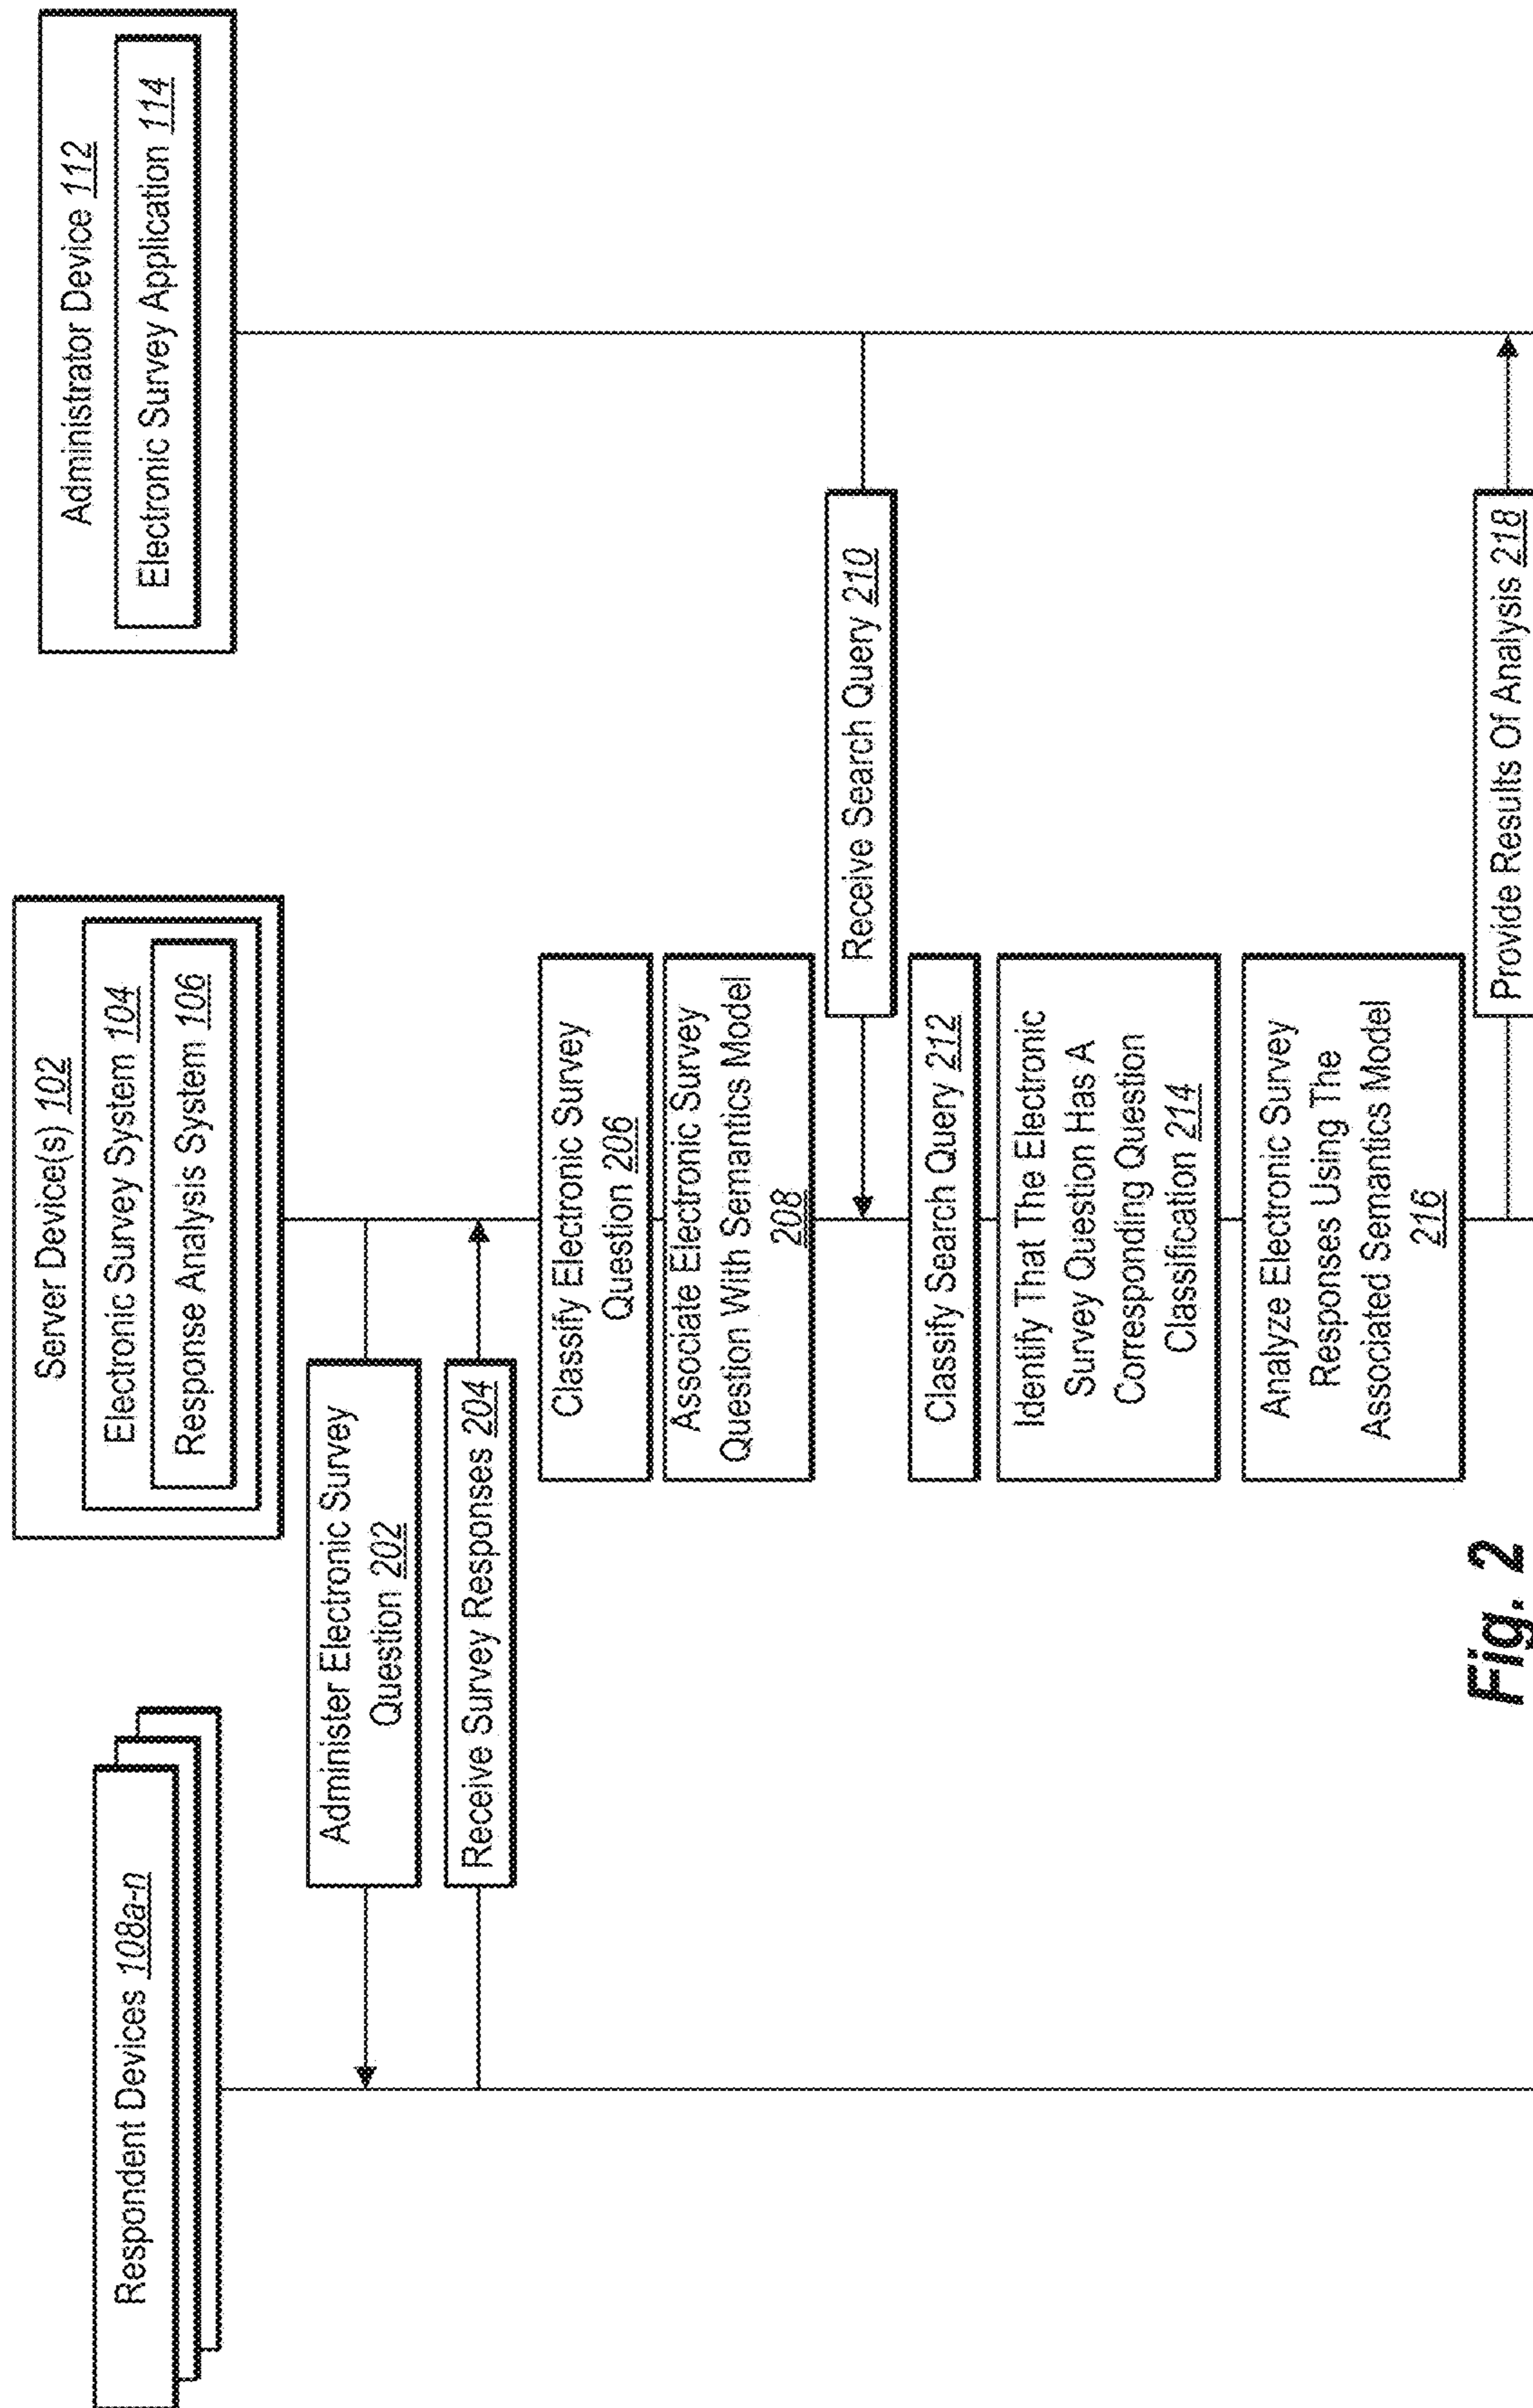 Respondent Devices 108a-n
Server Device(s) 102
Electronic Survey System 104
Response Analysis System 106
Administrator Device 112
Electronic Survey Application 114
Administer Electronic Survey
Question 202
Receive Survey Responses 204
Classify Electronic Survey
Question 206
Associate Electronic Survey
Question With Semantics Model
208
Receive Search Query 210
Classify Search Query 212
Identify That The Electronic
Survey Question Has A
Corresponding Question
Classification 214
Analyze Electronic Survey
Responses Using The
Associated Semantics Model
216
Provide Results Of Analysis 218
Fig. 2